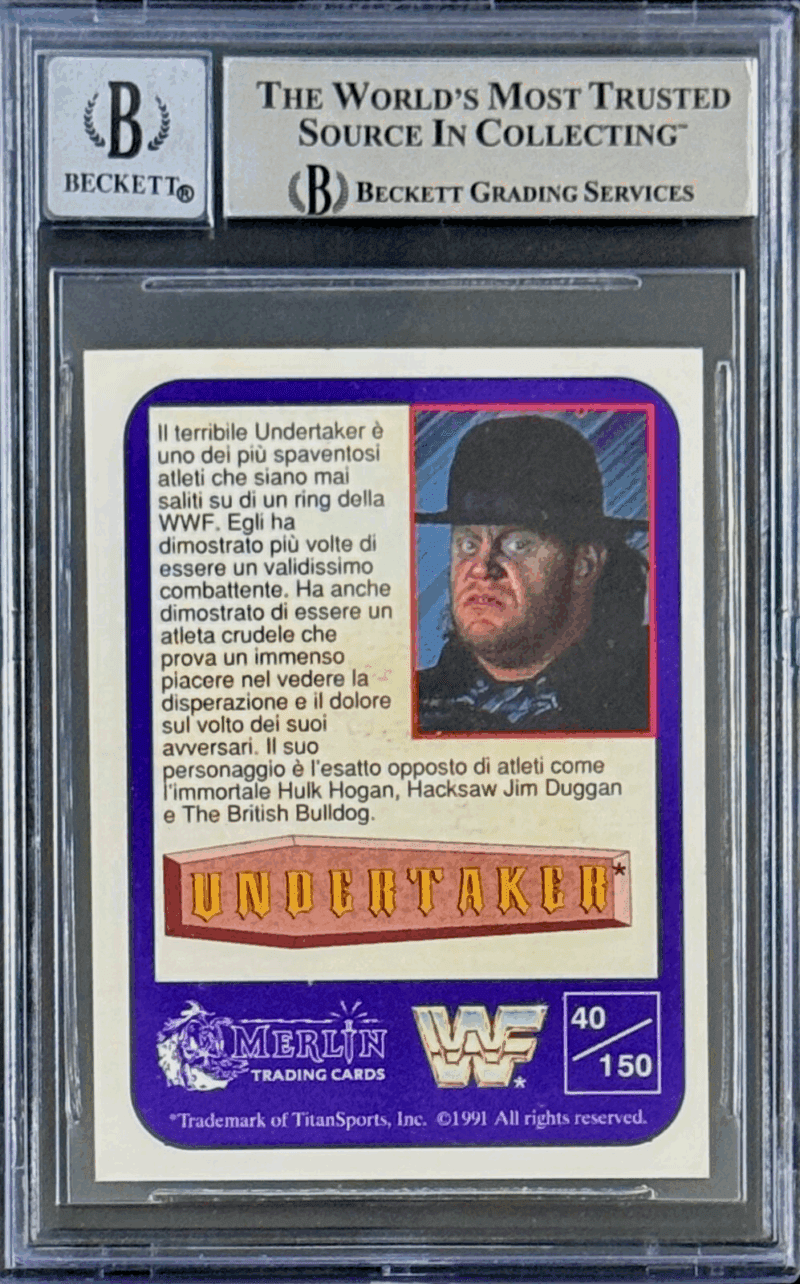 B
BECKETT®
THE WORLD'S MOST TRUSTED
SOURCE IN COLLECTING™
(B) BECKETT GRADING SERVICES
Il terribile Undertaker è
uno dei più spaventosi
atleti che siano mai
saliti su di un ring della
WWF. Egli ha
dimostrato più volte di
essere un validissimo
combattente. Ha anche
dimostrato di essere un
atleta crudele che
prova un immenso
piacere nel vedere la
disperazione e il dolore
sul volto dei suoi
avversari. Il suo
personaggio è l'esatto opposto di atleti come
l'immortale Hulk Hogan, Hacksaw Jim Duggan
e The British Bulldog.
UNDERTAKER*
MERLIN
TRADING CARDS
WF*
40
150
*Trademark of TitanSports, Inc. ©1991 All rights reserved.